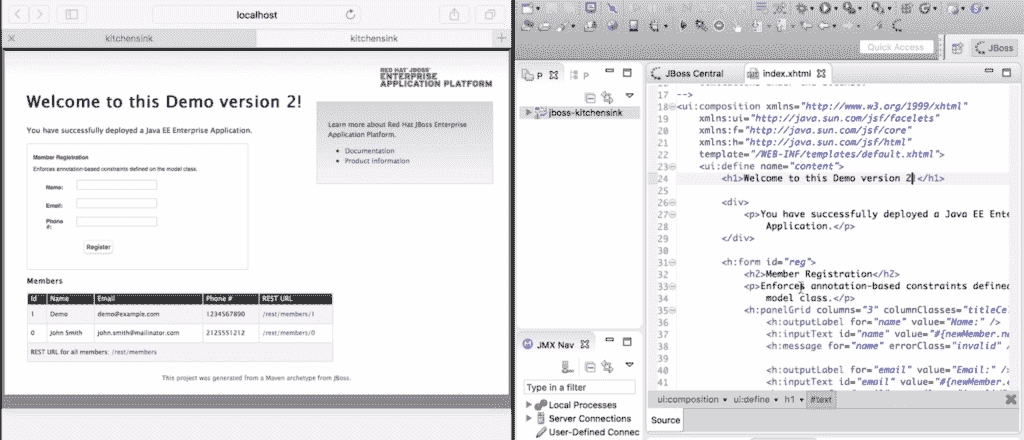 localhost
kitchensink
kitchensink
RED HAT JBOSS
ENTERPRISE
APPLICATION PLATFORM
Welcome to this Demo version 2!
You have successfully deployed a Java EE Enterprise Application.
Member Registration
Enforces annotation-based constraints defined on the model class.
Name:
Email:
Phone
#:
Register
Learn more about Red Hat JBoss Enterprise
Application Platform.
Documentation
Product Information
Members
Id Name Email Phone # REST URL
1 Demo demo@example.com 1234567890 /rest/members/1
0 John Smith john.smith@mailinator.com 2125551212 /rest/members/0
REST URL for all members: /rest/members
This project was generated from a Maven archetype from JBoss.
Quick Access
JBoss
P
P
JBoss Central
index.xhtml
jboss-kitchensink
17 -->
18 <ui:composition xmlns="http://www.w3.org/1999/xhtml"
19 xmlns:ui="http://java.sun.com/jsf/facelets"
20 xmlns:f="http://java.sun.com/jsf/core"
21 xmlns:h="http://java.sun.com/jsf/html"
22 template="/WEB-INF/templates/default.xhtml">
23 <ui:define name="content">
24 <h1>Welcome to this Demo version 2!</h1>
25
26 <div>
27 <p>You have successfully deployed a Java EE Ente
28 Application.</p>
29 </div>
30
31 <h:form id="reg">
32 <h2>Member Registration</h2>
33 <p>Enforces annotation-based constraints define
34 model class.</p>
35 <h:panelGrid columns="3" columnClasses="titleCe
36 <h:outputLabel for="name" value="Name:" />
37 <h:inputText id="name" value="#{newMember.n
38 <h:message for="name" errorClass="invalid" /
39
40 <h:outputLabel for="email" value="Email:" />
41 <h:inputText id="email" value="#{newMember.
ui:composition ui:define h1 #text
Source
JMX Nav
Type in a filter
Local Processes
Server Connections
User-Defined Connec